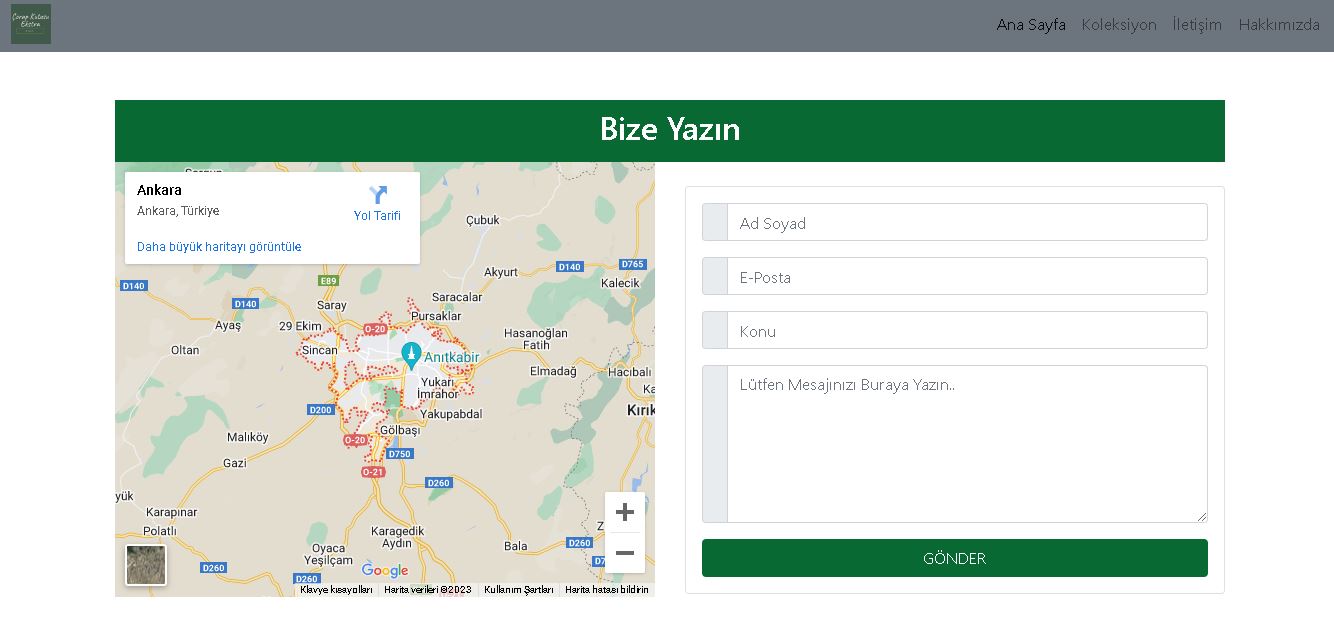 Çorap Kutusu
Ekstra
Ana Sayfa Koleksiyon İletişim Hakkımızda
Bize Yazın
Ankara
Ankara, Türkiye
Yol Tarifi
Daha büyük haritayı görüntüle
Çubuk
Akyurt
D140
D765
Kalecik
D140
E89
D140
Saray
Saracalar
Pursaklar
Ayaş
29 Ekim
O-20
Hasanoğlan
Fatih
Oltan
Sincan
Anıtkabir
Elmadağ
Hacıbalı
Yukarı
İmrahor
D200
Yakupabdal
Kırık
Malıköy
O-20
Gölbaşı
D750
Gazi
O-21
D260
yük
Karapınar
Polatlı
Karagedik
Aydın
Oyaca
Yeşilçam
Bala
D260
D260
D260
Google
Klavye kısayolları
Harita verileri ©2023
Kullanım Şartları
Harita hatası bildirin
Ad Soyad
E-Posta
Konu
Lütfen Mesajınızı Buraya Yazın..
GÖNDER